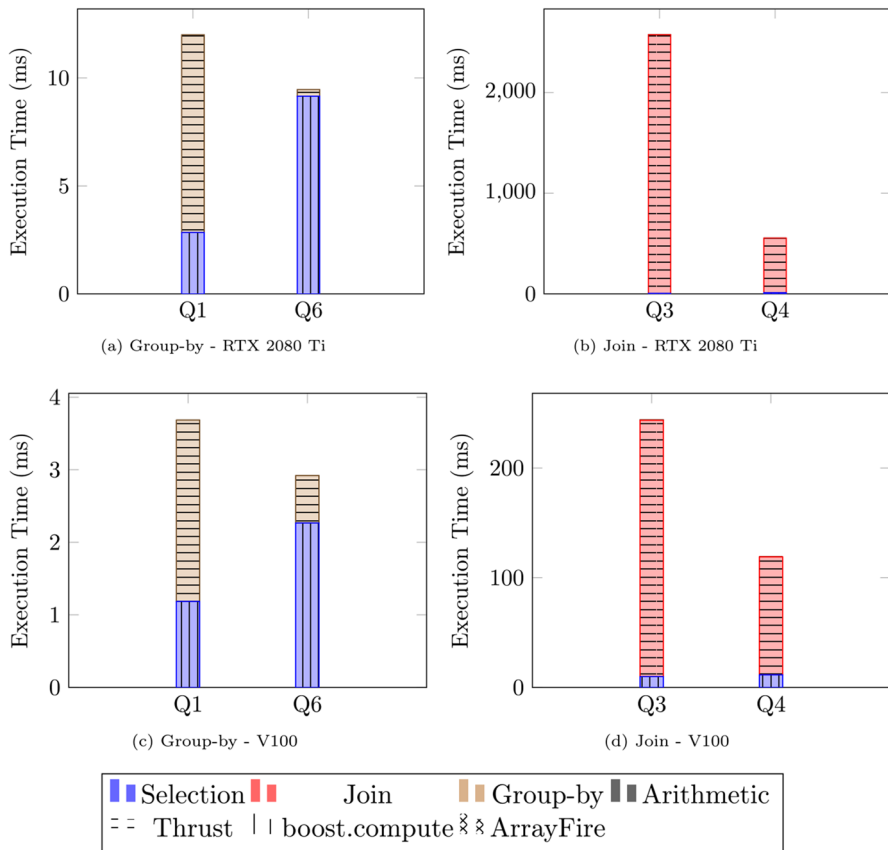 Execution Time (ms)
10
5
0
Q1
Q6
(a) Group-by - RTX 2080 Ti
Execution Time (ms)
2,000
1,000
0
Q3
Q4
(b) Join - RTX 2080 Ti
Execution Time (ms)
4
3
2
1
0
Q1
Q6
(c) Group-by - V100
Execution Time (ms)
200
100
0
Q3
Q4
(d) Join - V100
Selection Join Group-by Arithmetic
Thrust boost.compute ArrayFire